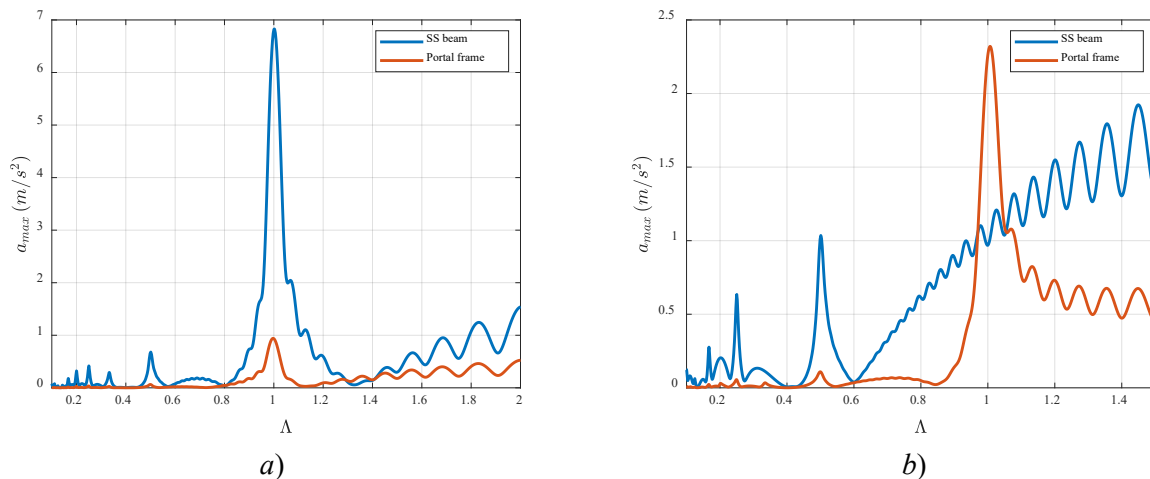 7
6
5
4
3
2
1
0
a_max (m/s²)
SS beam
Portal frame
0.2 0.4 0.6 0.8 1 1.2 1.4 1.6 1.8 2
Λ
a)
2.5
2
1.5
1
0.5
0
a_max (m/s²)
SS beam
Portal frame
0.2 0.4 0.6 0.8 1 1.2 1.4
Λ
b)